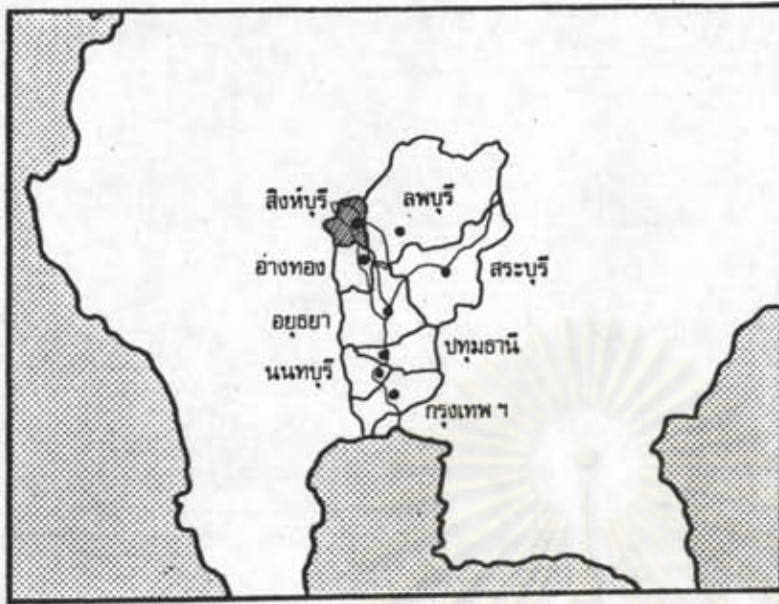 สิงห์บุรี
ลพบุรี
อ่างทอง
สระบุรี
อยุธยา
ปทุมธานี
นนทบุรี
กรุงเทพ ฯ